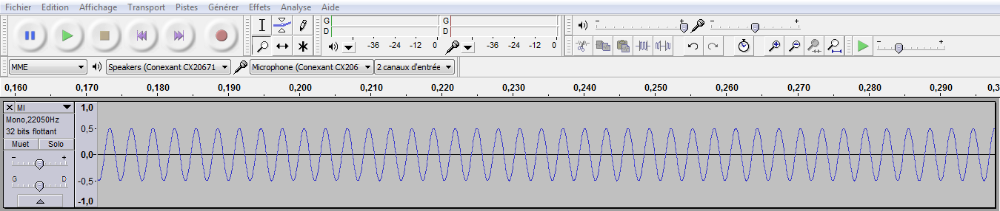 Fichier Edition Affichage Transport Pistes Générer Effets Analyse Aide
G G
D D
-36 -24 -12 0 -36 -24 -12 0
- + - +
- +
MME Speakers (Conexant CX20671 Microphone (Conexant CX206 2 canaux d'entrée
0,160 0,170 0,180 0,190 0,200 0,210 0,220 0,230 0,240 0,250 0,260 0,270 0,280 0,290 0,3
MI
Mono,22050Hz
32 bits flottant
Muet Solo
- +
G D
1,0
0,5
0,0
-0,5
-1,0